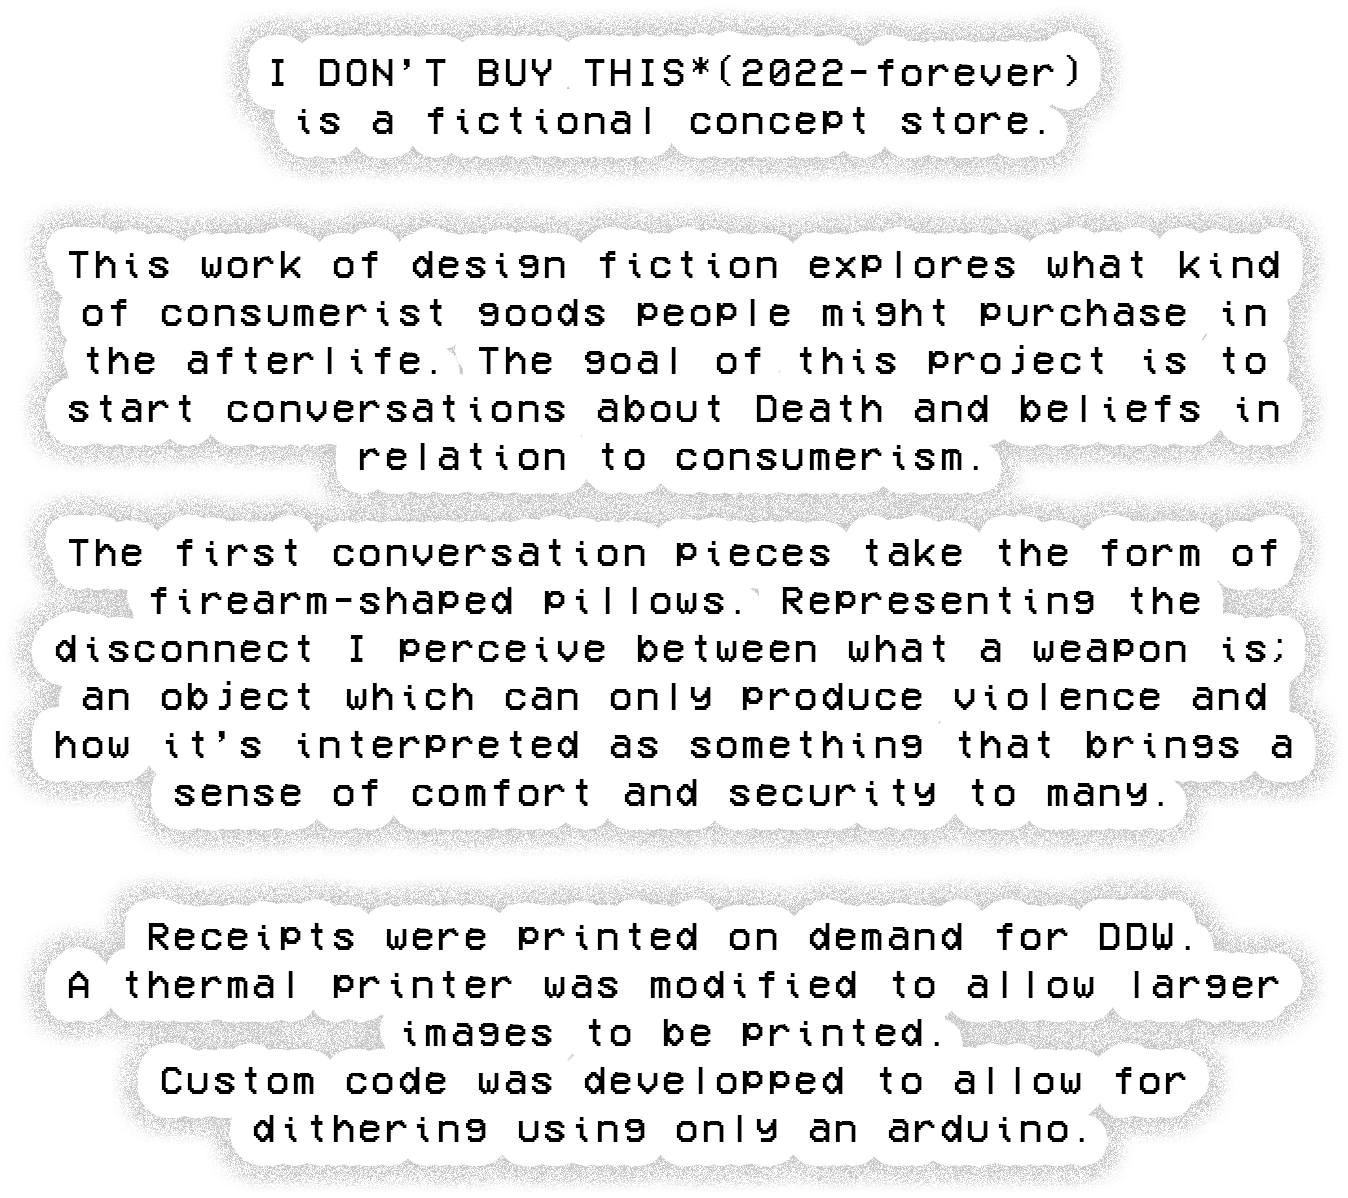 I DON'T BUY THIS*(2022-forever)
is a fictional concept store.
This work of design fiction explores what kind
of consumerist goods people might purchase in
the afterlife. The goal of this project is to
start conversations about Death and beliefs in
relation to consumerism.
The first conversation pieces take the form of
firearm-shaped pillows. Representing the
disconnect I perceive between what a weapon is;
an object which can only produce violence and
how it's interpreted as something that brings a
sense of comfort and security to many.
Receipts were printed on demand for DDW.
A thermal printer was modified to allow larger
images to be printed.
Custom code was developped to allow for
dithering using only an arduino.